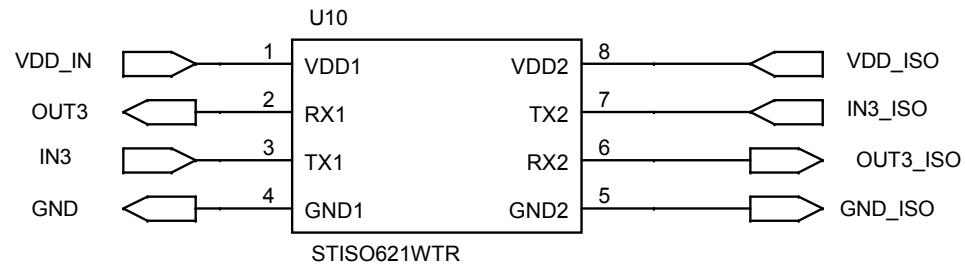 U10
VDD_IN 1 VDD1 VDD2 8 VDD_ISO
OUT3 2 RX1 TX2 7 IN3_ISO
IN3 3 TX1 RX2 6 OUT3_ISO
GND 4 GND1 GND2 5 GND_ISO
STISO621WTR